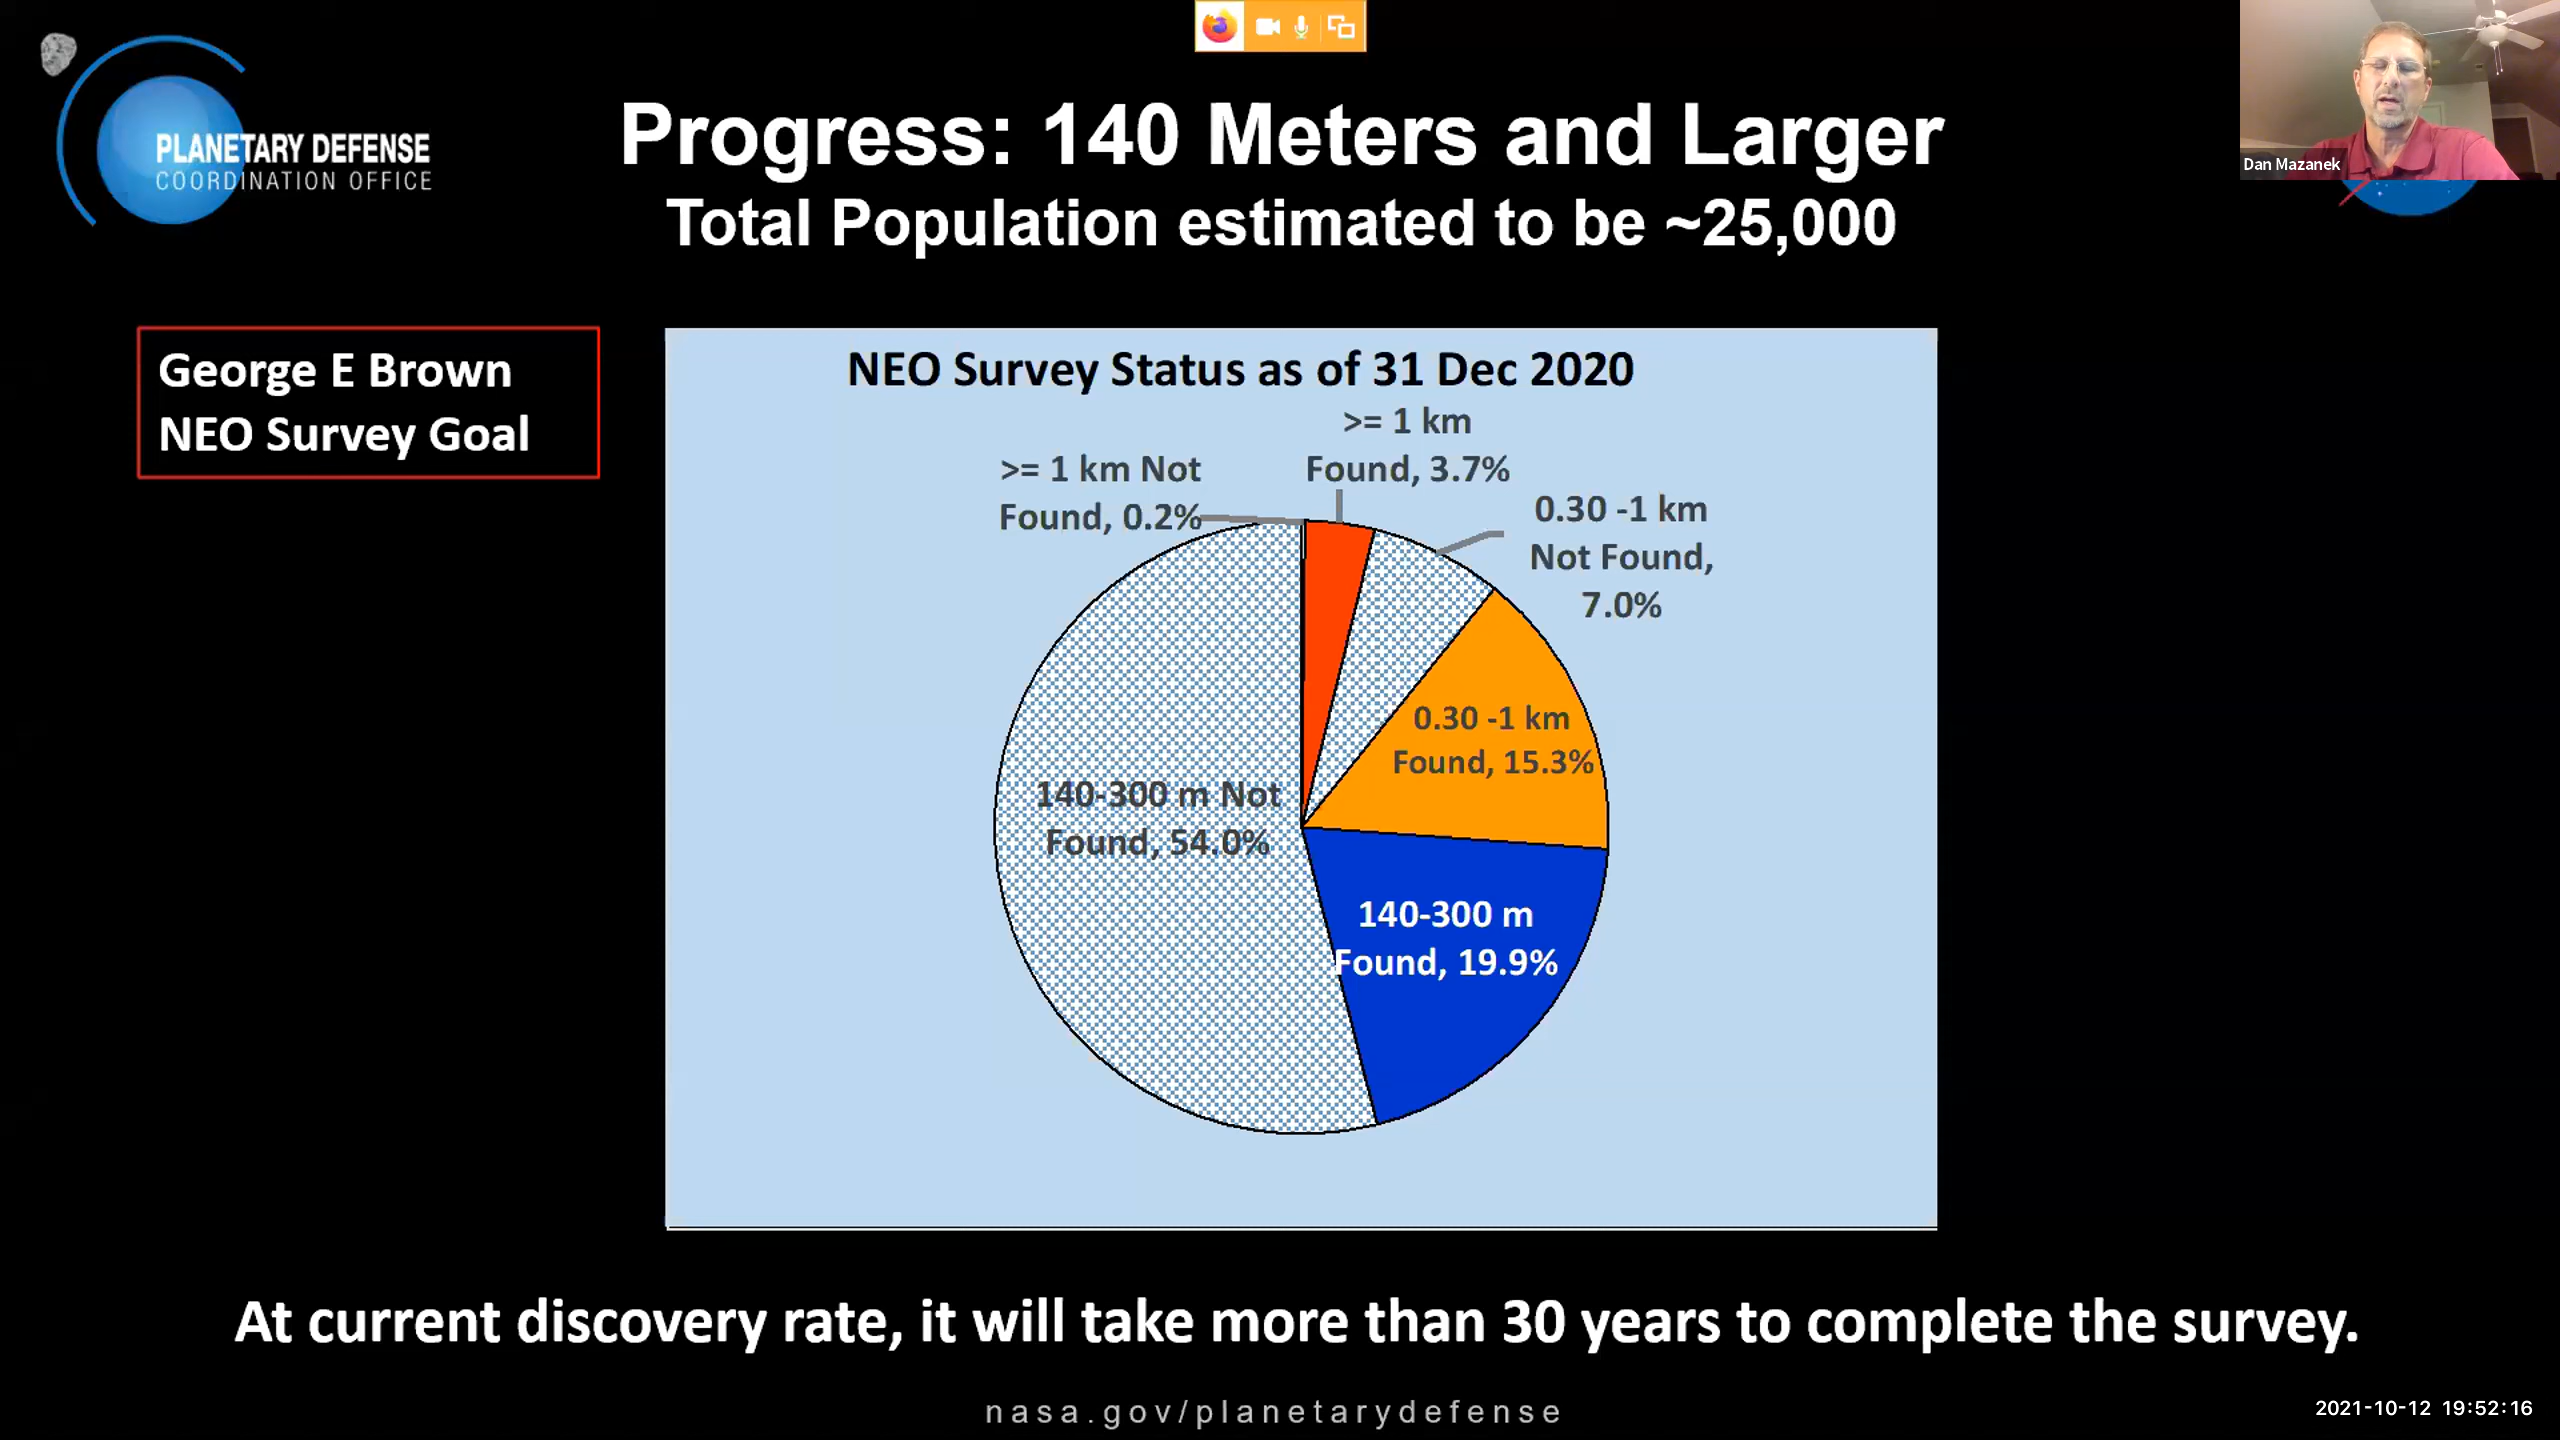 PLANETARY DEFENSE
COORDINATION OFFICE
Progress: 140 Meters and Larger
Total Population estimated to be ~25,000
Dan Mazanek
George E Brown
NEO Survey Goal
NEO Survey Status as of 31 Dec 2020
>= 1 km Not
Found, 0.2%
>= 1 km
Found, 3.7%
0.30 -1 km
Not Found,
7.0%
0.30 -1 km
Found, 15.3%
140-300 m Not
Found, 54.0%
140-300 m
Found, 19.9%
At current discovery rate, it will take more than 30 years to complete the survey.
nasa.gov/planetarydefense
2021-10-12 19:52:16